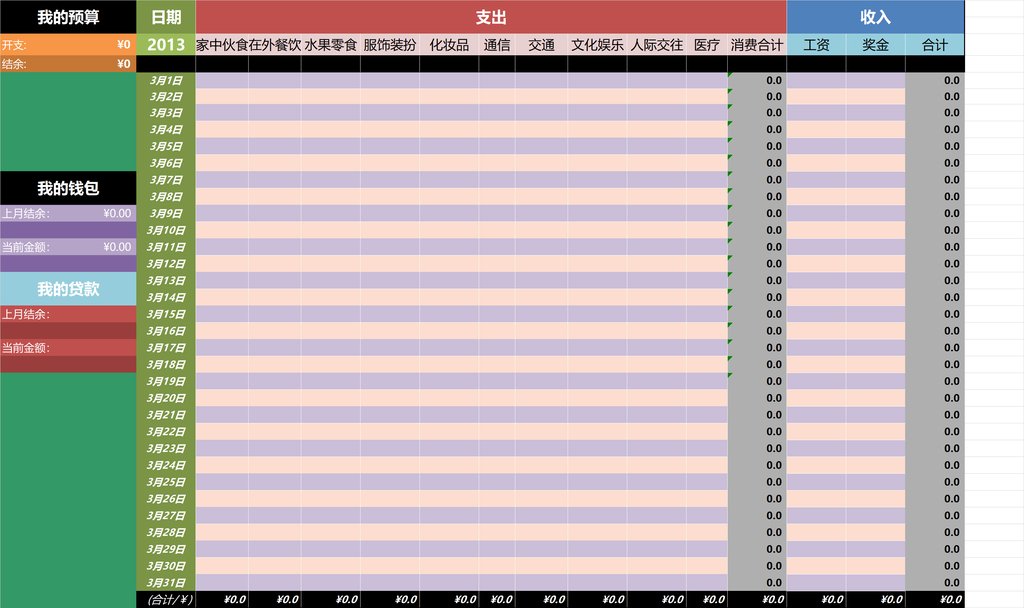 我的预算 日期 支出 收入
开支: ¥0 2013 家中伙食 在外餐饮 水果零食 服饰装扮 化妆品 通信 交通 文化娱乐 人际交往 医疗 消费合计 工资 奖金 合计
结余: ¥0
3月1日 0.0 0.0
3月2日 0.0 0.0
3月3日 0.0 0.0
3月4日 0.0 0.0
3月5日 0.0 0.0
3月6日 0.0 0.0
我的钱包 3月7日 0.0 0.0
3月8日 0.0 0.0
上月结余: ¥0.00 3月9日 0.0 0.0
3月10日 0.0 0.0
当前金额: ¥0.00 3月11日 0.0 0.0
3月12日 0.0 0.0
我的贷款 3月13日 0.0 0.0
3月14日 0.0 0.0
上月结余: 3月15日 0.0 0.0
3月16日 0.0 0.0
当前金额: 3月17日 0.0 0.0
3月18日 0.0 0.0
3月19日 0.0 0.0
3月20日 0.0 0.0
3月21日 0.0 0.0
3月22日 0.0 0.0
3月23日 0.0 0.0
3月24日 0.0 0.0
3月25日 0.0 0.0
3月26日 0.0 0.0
3月27日 0.0 0.0
3月28日 0.0 0.0
3月29日 0.0 0.0
3月30日 0.0 0.0
3月31日 0.0 0.0
(合计/¥) ¥0.0 ¥0.0 ¥0.0 ¥0.0 ¥0.0 ¥0.0 ¥0.0 ¥0.0 ¥0.0 ¥0.0 ¥0.0 ¥0.0 ¥0.0 ¥0.0